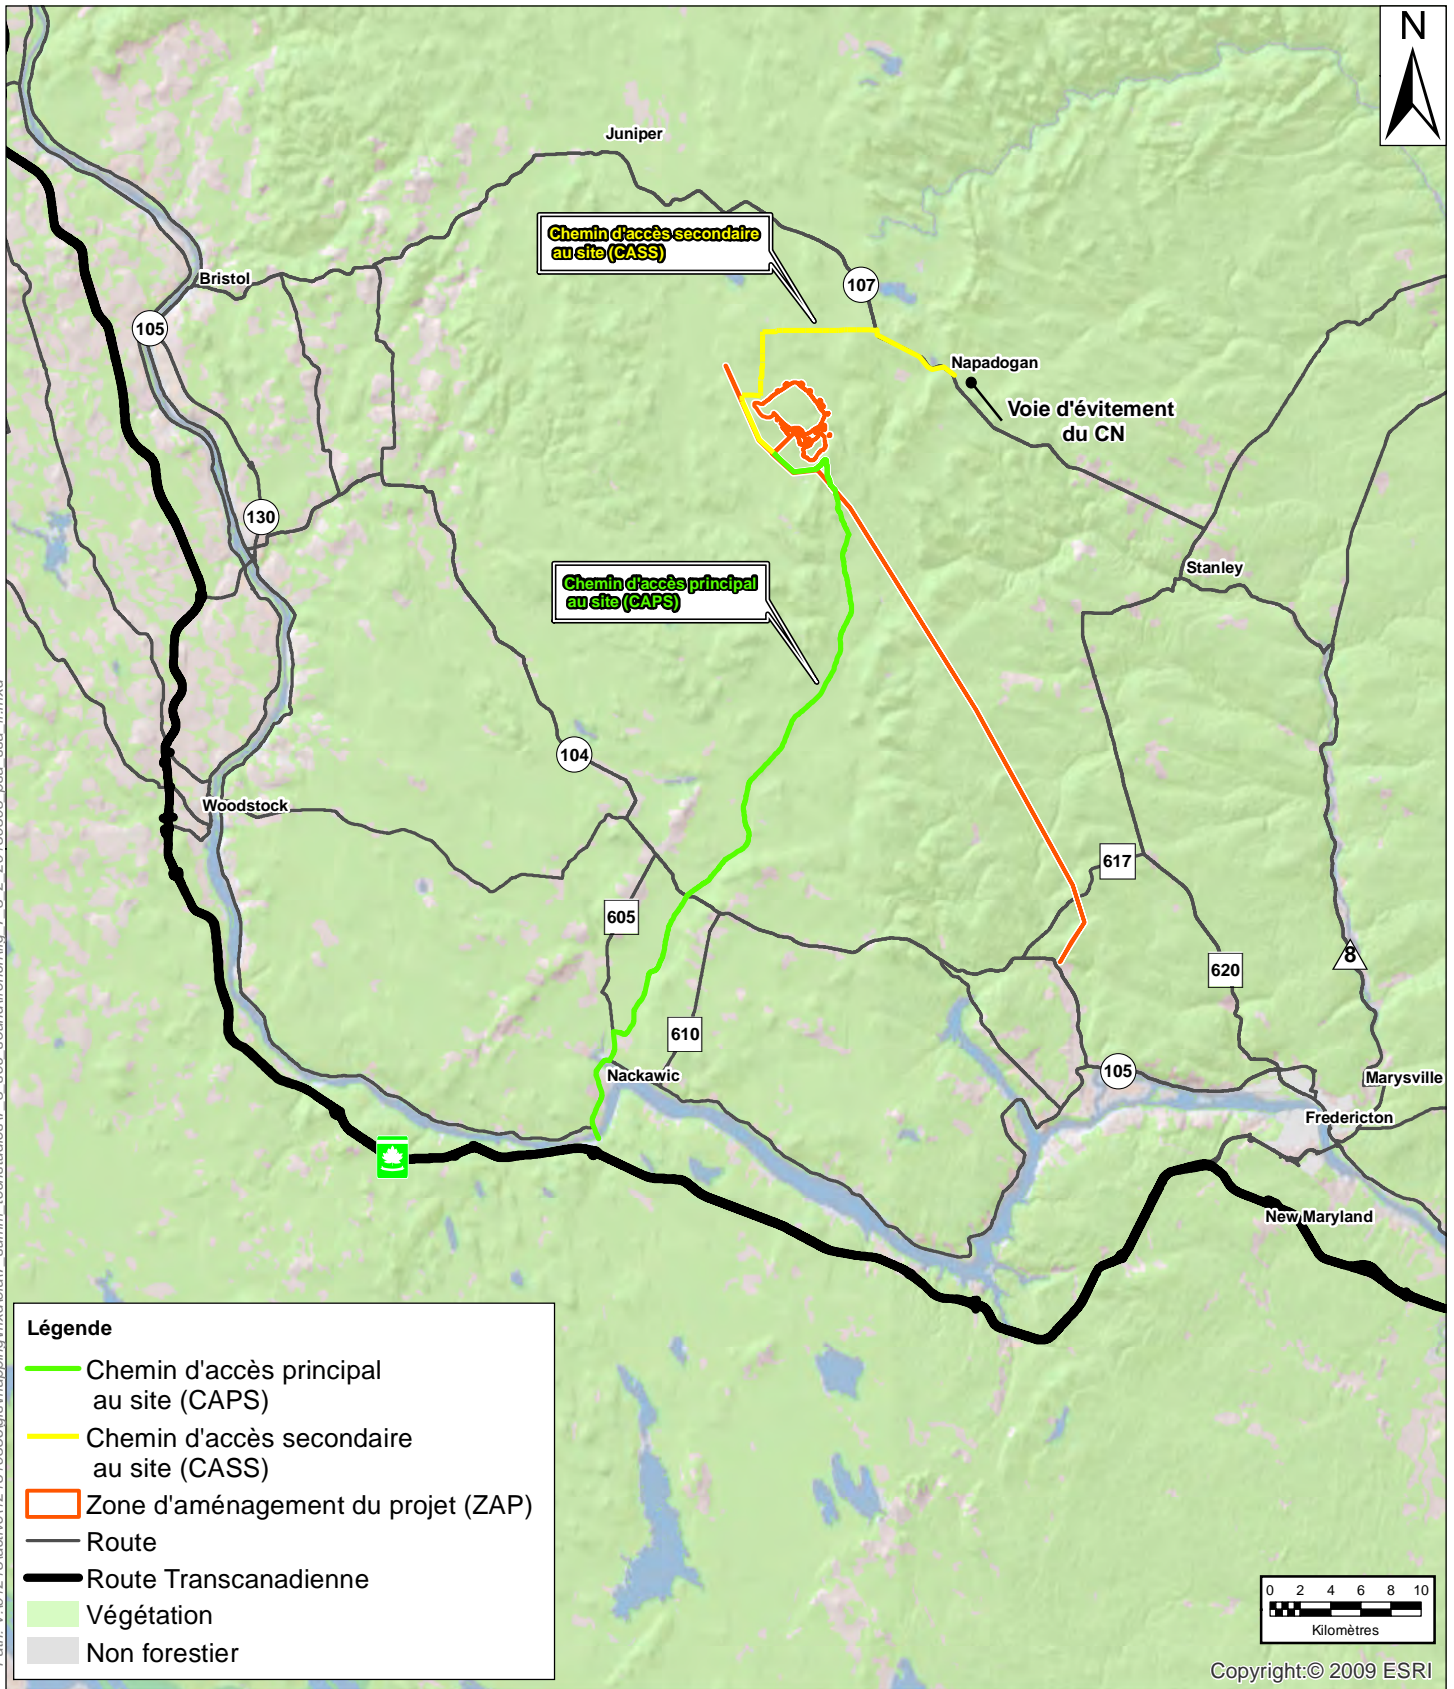 N
Juniper
Chemin d'accès secondaire
au site (CASS)
107
Bristol
105
Napadogan
Voie d'évitement
du CN
130
Stanley
Chemin d'accès principal
au site (CAPS)
104
Woodstock
617
605
8
620
610
Nackawic
105
Marysville
Fredericton
New Maryland
Légende
Chemin d'accès principal
au site (CAPS)
Chemin d'accès secondaire
au site (CASS)
Zone d'aménagement du projet (ZAP)
Route
Route Transcanadienne
Végétation
Non forestier
0 2 4 6 8 10
Kilomètres
Copyright:© 2009 ESRI